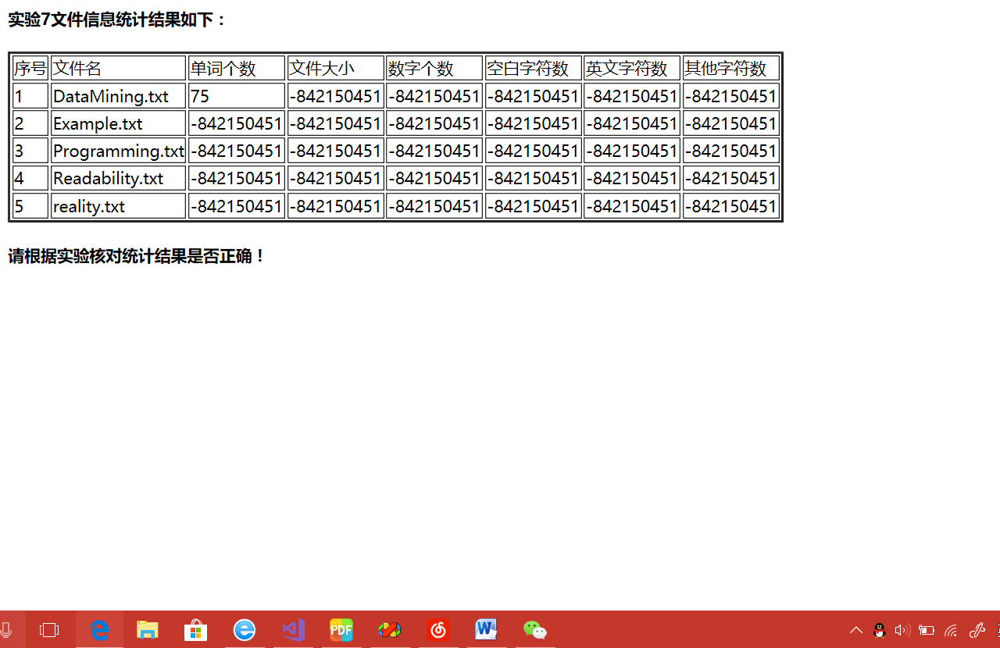 实验7文件信息统计结果如下：
序号 文件名 单词个数 文件大小 数字个数 空白字符数 英文字符数 其他字符数
1 DataMining.txt 75 -842150451 -842150451 -842150451 -842150451 -842150451
2 Example.txt -842150451 -842150451 -842150451 -842150451 -842150451 -842150451
3 Programming.txt -842150451 -842150451 -842150451 -842150451 -842150451 -842150451
4 Readability.txt -842150451 -842150451 -842150451 -842150451 -842150451 -842150451
5 reality.txt -842150451 -842150451 -842150451 -842150451 -842150451 -842150451
请根据实验核对统计结果是否正确！
PDF W